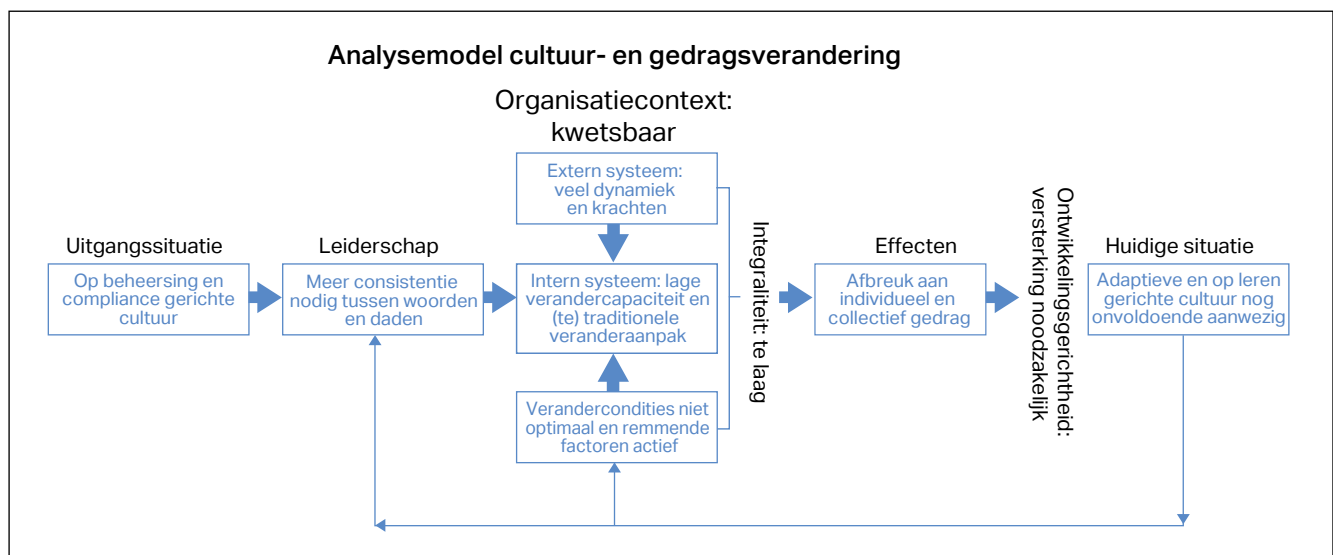 Analysemodel cultuur- en gedragsverandering
Organisatiecontext:
kwetsbaar
Extern systeem:
veel dynamiek
en krachten
Uitgangssituatie
Op beheersing en
compliance gerichte
cultuur
Leiderschap
Meer consistentie
nodig tussen woorden
en daden
Intern systeem: lage
verandercapaciteit en
(te) traditionele
veranderaanpak
Verandercondities niet
optimaal en remmende
factoren actief
Integraliteit: te laag
Effecten
Afbreuk aan
individueel en
collectief gedrag
Ontwikkelingsgerichtheid:
versterking noodzakelijk
Huidige situatie
Adaptieve en op leren
gerichte cultuur nog
onvoldoende aanwezig